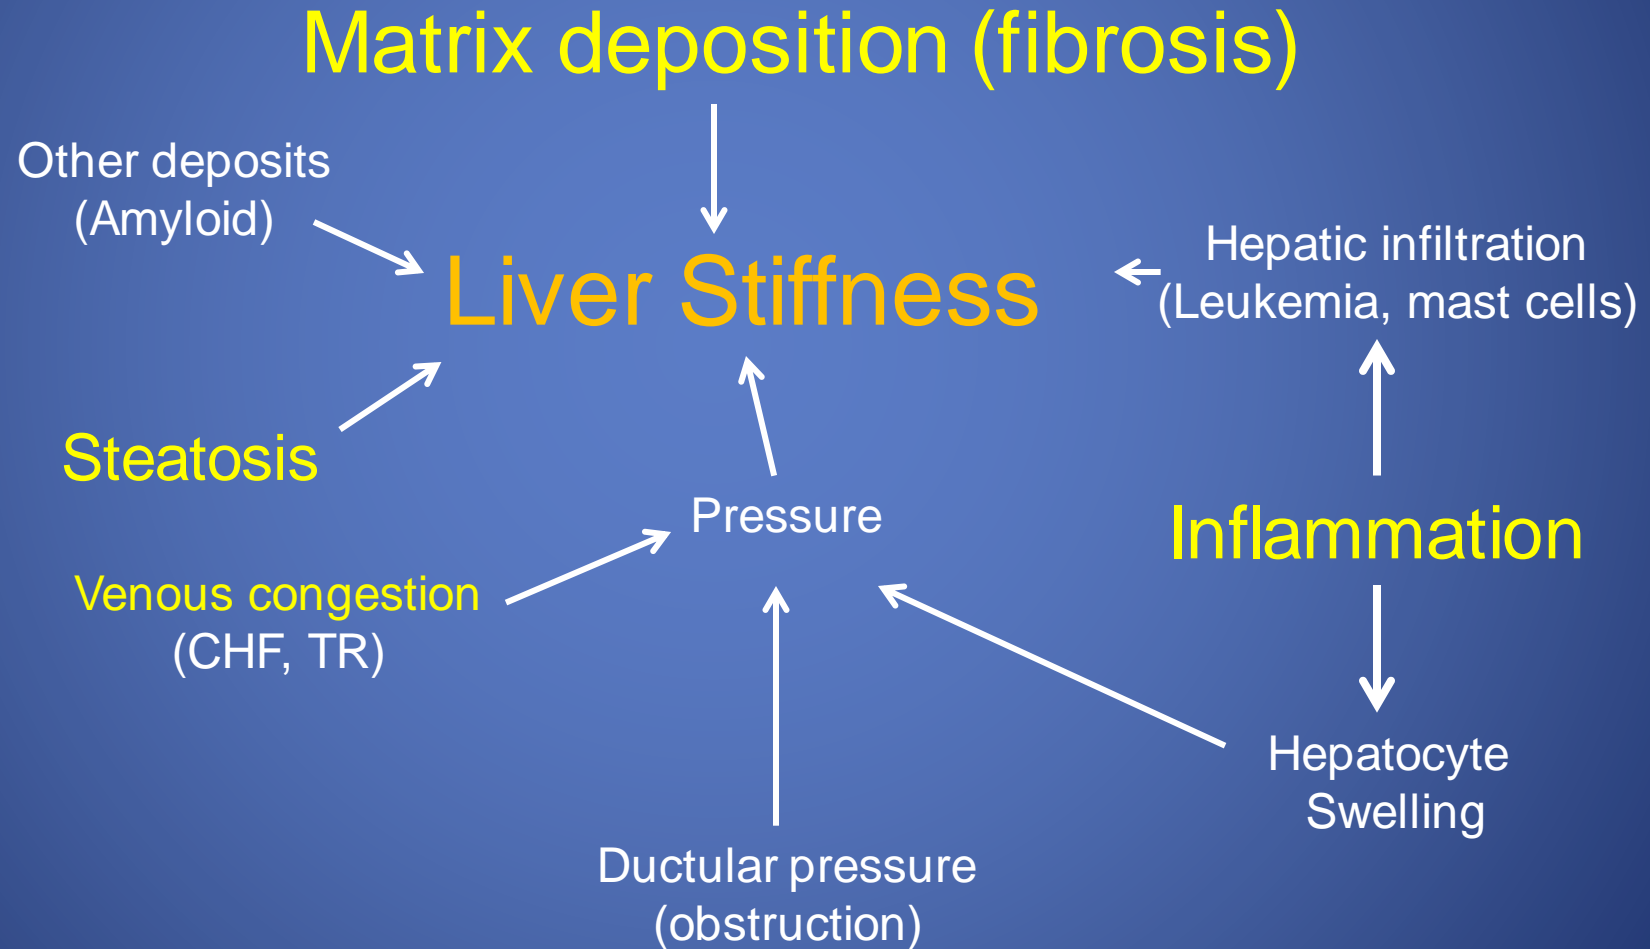 Matrix deposition (fibrosis)
Other deposits
(Amyloid)
Liver Stiffness
Hepatic infiltration
(Leukemia, mast cells)
Steatosis
Pressure
Inflammation
Venous congestion
(CHF, TR)
Hepatocyte
Swelling
Ductular pressure
(obstruction)